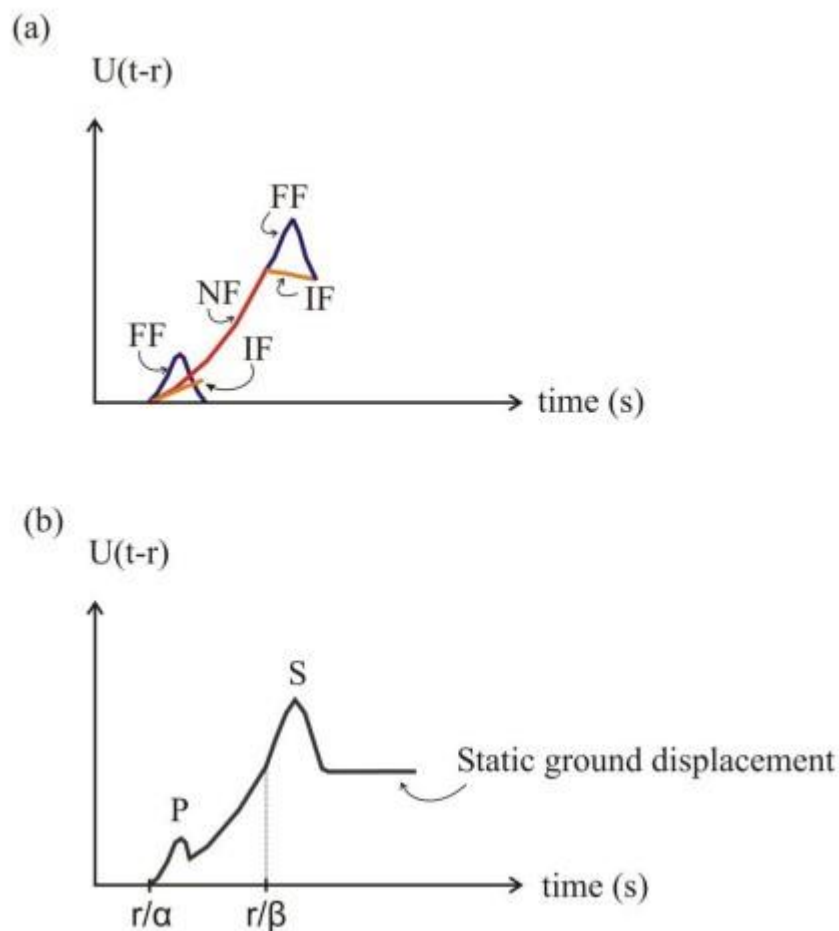 (a)
U(t-r)
FF
NF
IF
FF
IF
time (s)
(b)
U(t-r)
S
Static ground displacement
P
time (s)
r/α
r/β